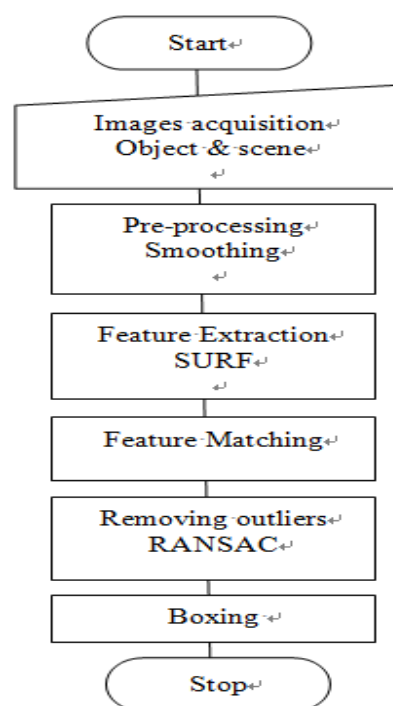 Start
Images acquisition
Object & scene
Pre-processing
Smoothing
Feature Extraction
SURF
Feature Matching
Removing outliers
RANSAC
Boxing
Stop